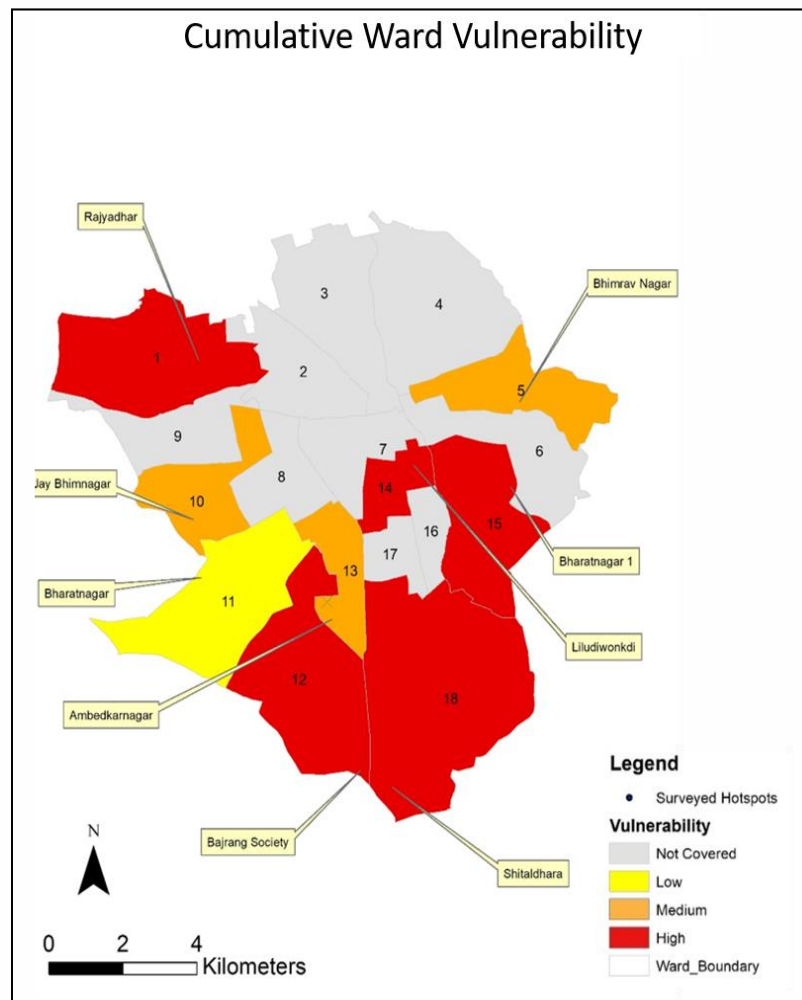 Cumulative Ward Vulnerability
Rajyadhar
3
4
Bhimrav Nagar
1
2
5
9
7
6
8
Jay Bhimnagar
10
14
15
16
17
13
Bharatnagar 1
Bharatnagar
11
Liludiwonkdi
12
18
Ambedkarnagar
Bajrang Society
Shitaldhara
N
0 2 4
Kilometers
Legend
Surveyed Hotspots
Vulnerability
Not Covered
Low
Medium
High
Ward_Boundary